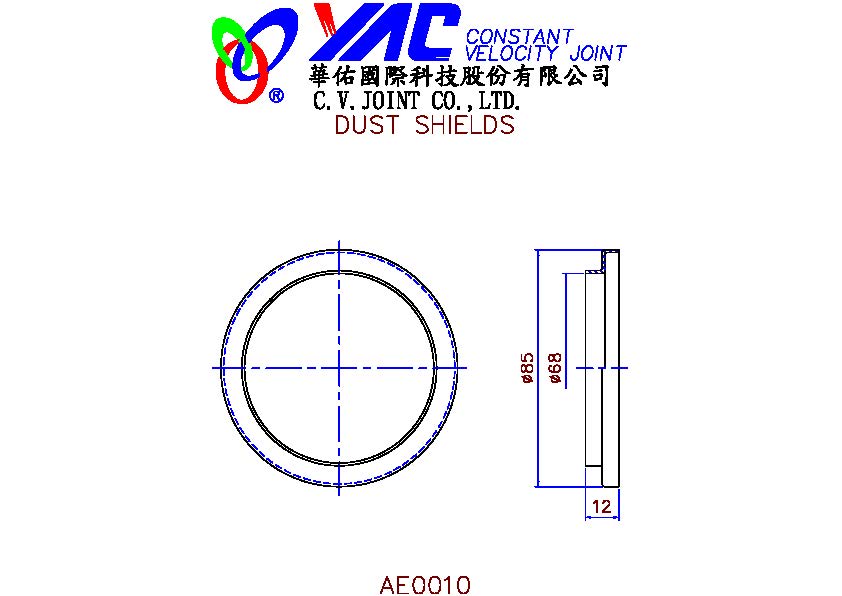 YAC CONSTANT
VELOCITY JOINT
®
華佑國際科技股份有限公司
C.V.JOINT CO.,LTD.
DUST SHIELDS
ø85
ø68
12
AE0010